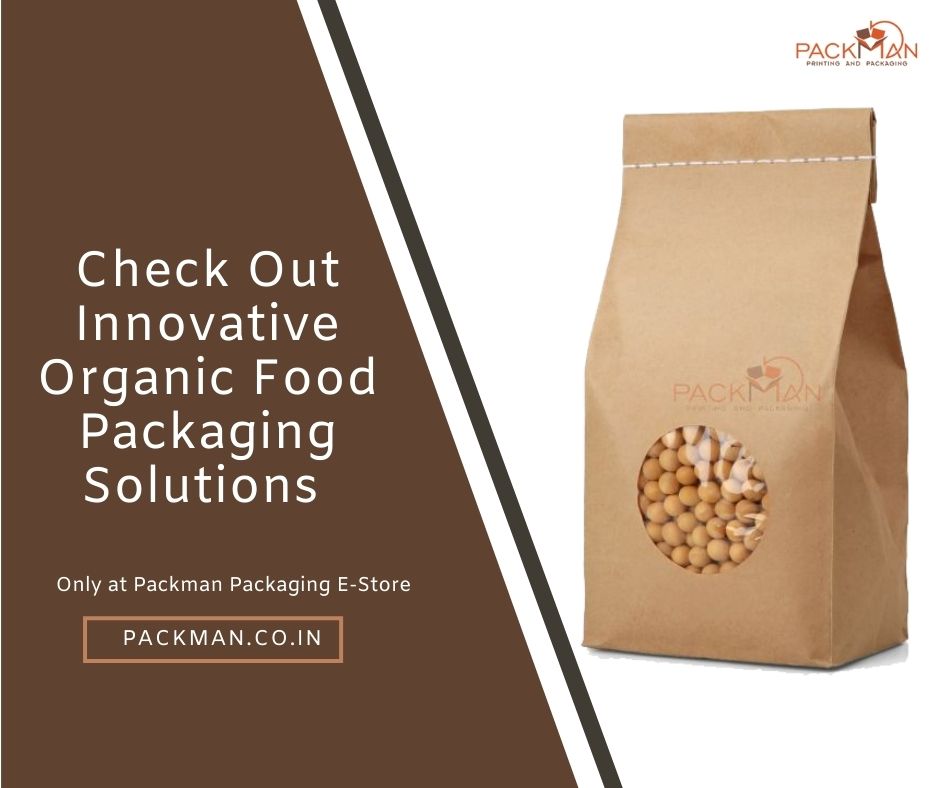 PACKMAN
PRINTING AND PACKAGING
Check Out
Innovative
Organic Food
Packaging
Solutions
Only at Packman Packaging E-Store
PACKMAN.CO.IN
PACKMAN
PRINTING AND PACKAGING